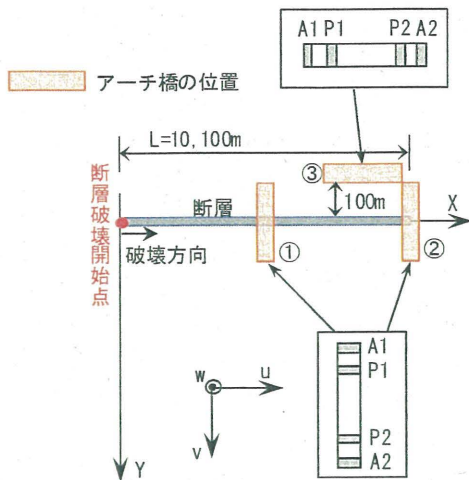 A1 P1 P2 A2
アーチ橋の位置
L=10,100m
③
100m
断層
X
断層破壊開始点
破壊方向
①
②
A1
P1
P2
A2
w
u
v
Y